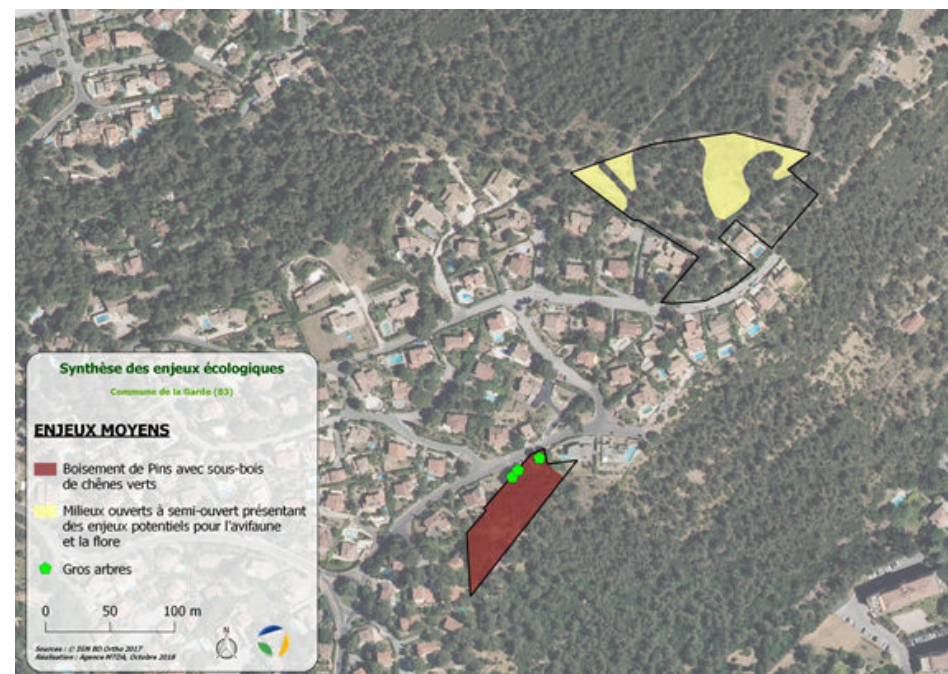 Synthèse des enjeux écologiques
Commune de la Garde (83)
ENJEUX MOYENS
Boisement de Pins avec sous-bois
de chênes verts
Milieux ouverts à semi-ouvert présentant
des enjeux potentiels pour l'avifaune
et la flore
Gros arbres
0 50 100 m
N
Sources : © IGN BD Ortho 2017
Réalisation : Agence MTDA, Octobre 2018